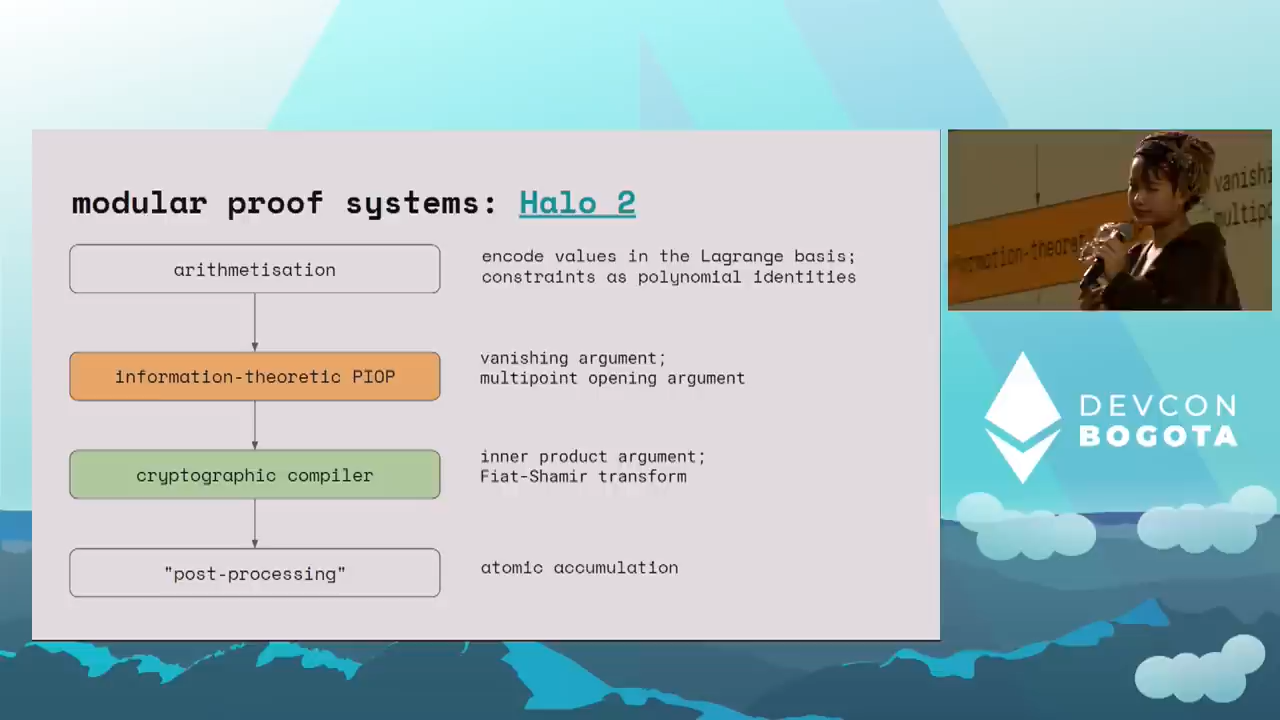 modular proof systems: Halo 2
arithmetisation
encode values in the Lagrange basis;
constraints as polynomial identities
information-theoretic PIOP
vanishing argument;
multipoint opening argument
cryptographic compiler
inner product argument;
Fiat-Shamir transform
"post-processing"
atomic accumulation
DEVCON
BOGOTA